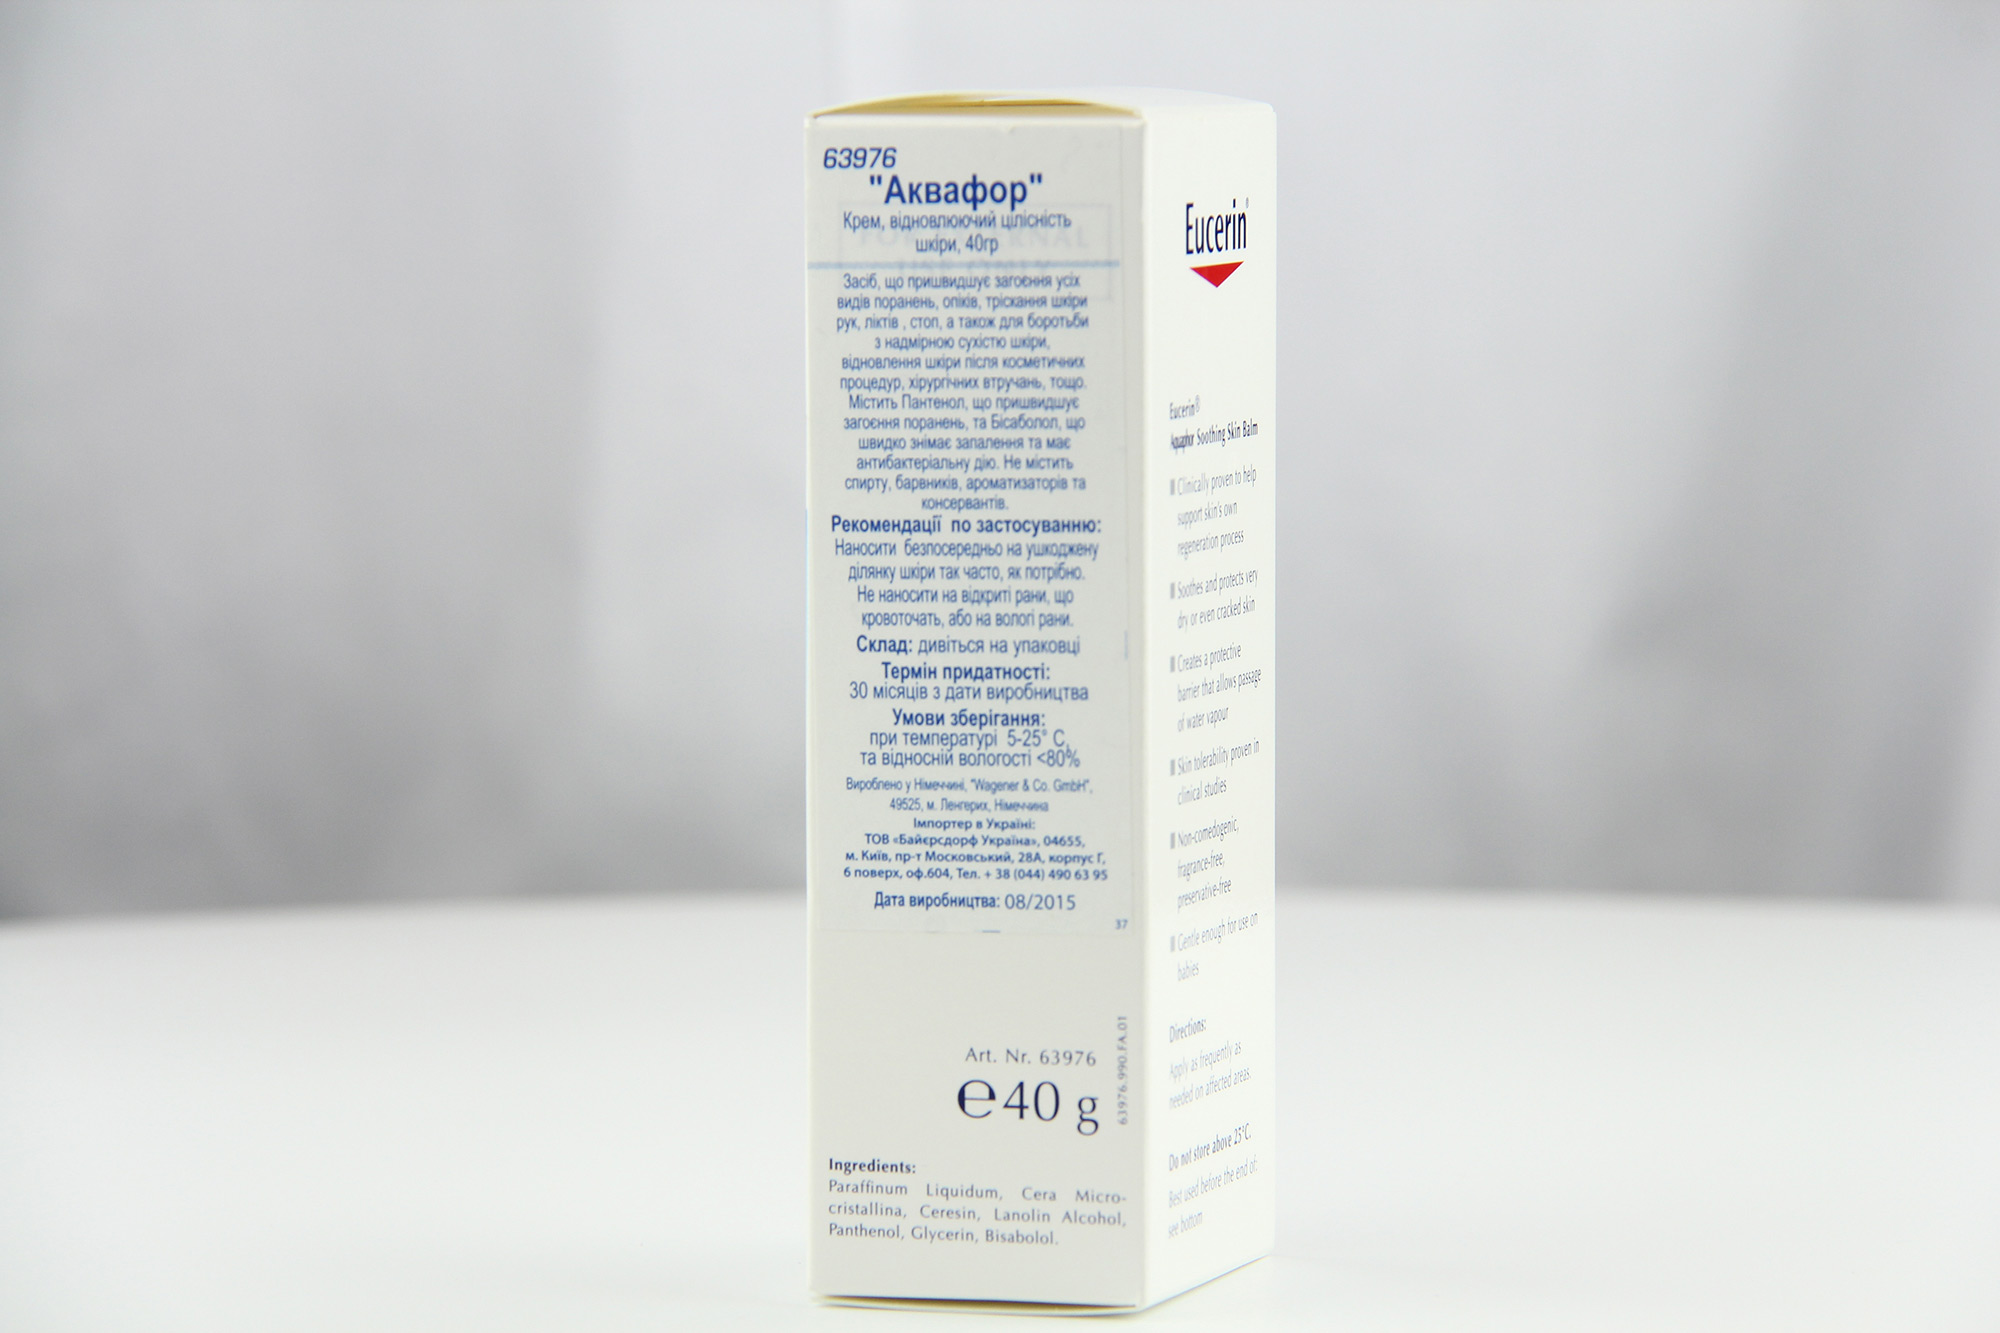 63976
"Аквафор"
Крем, відновлюючий цілісність
шкіри, 40гр
Засіб, що пришвидшує загоєння усіх
видів поранень, опіків, тріскання шкіри
рук, ліктів , стоп, а також для боротьби
з надмірною сухістю шкіри,
відновлення шкіри після косметичних
процедур, хірургічних втручань, тощо.
Містить Пантенол, що пришвидшує
загоєння поранень, та Бісаболол, що
швидко знімає запалення та має
антибактеріальну дію. Не містить
спирту, барвників, ароматизаторів та
консервантів.
Рекомендації по застосуванню:
Наносити безпосередньо на ушкоджену
ділянку шкіри так часто, як потрібно.
Не наносити на відкриті рани, що
кровоточать, або на вологі рани.
Склад: дивіться на упаковці
Термін придатності:
30 місяців з дати виробництва
Умови зберігання:
при температурі 5-25° С,
та відносній вологості <80%
Вироблено у Німеччині, "Wagener & Co. GmbH",
49525, м. Ленгерих, Німеччина
Імпортер в Україні:
ТОВ «Байєрсдорф Україна», 04655,
м. Київ, пр-т Московський, 28А, корпус Г,
6 поверх, оф.604, Тел. + 38 (044) 490 63 95
Дата виробництва: 08/2015
37
Art. Nr. 63976
℮40 g
63976.990.FA.01
Ingredients:
Paraffinum Liquidum, Cera Micro-
cristallina, Ceresin, Lanolin Alcohol,
Panthenol, Glycerin, Bisabolol.
Eucerin®
Eucerin®
Aquaphor Soothing Skin Balm
Clinically proven to help
support skin's own
regeneration process
Soothes and protects very
dry or even cracked skin
Creates a protective
barrier that allows passage
of water vapour
Skin tolerability proven in
clinical studies
Non-comedogenic,
fragrance-free,
preservative-free
Gentle enough for use on
babies
Directions:
Apply as frequently as
needed on affected areas.
Do not store above 25°C.
Best used before the end of:
see bottom